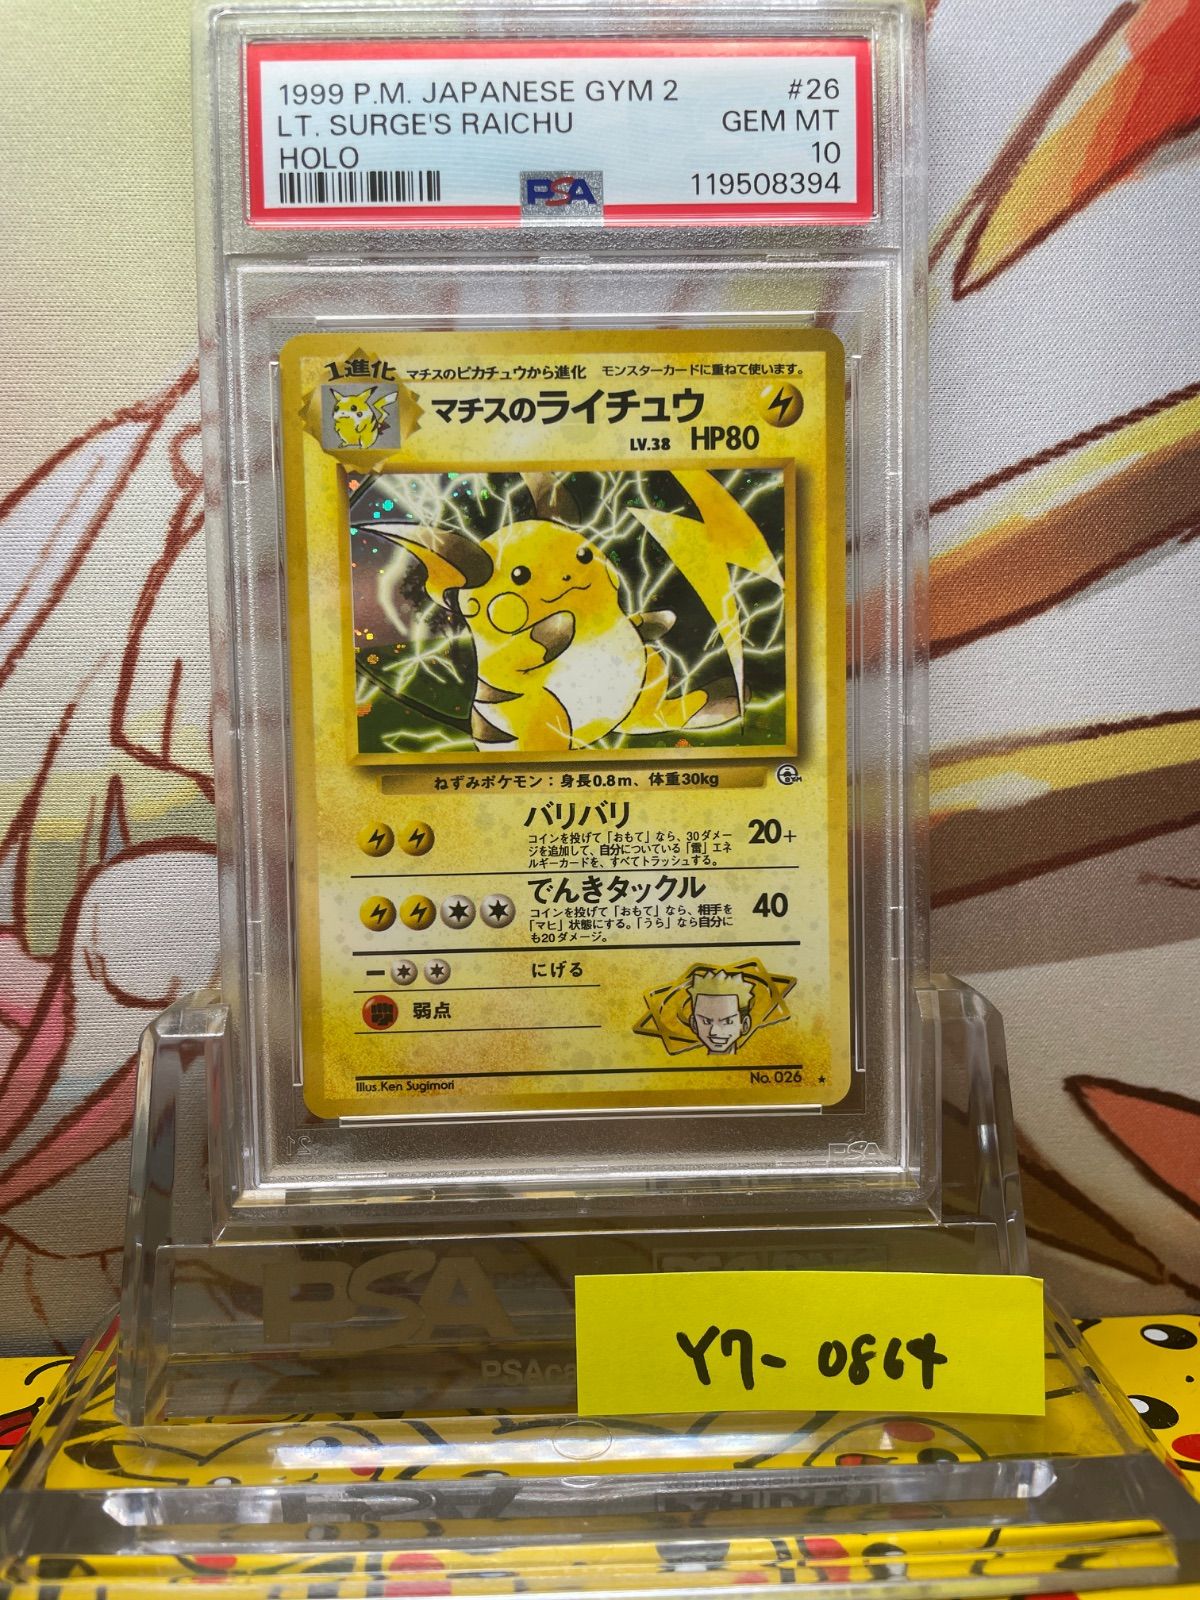 1999 P.M. JAPANESE GYM 2 #26
LT. SURGE'S RAICHU GEM MT
HOLO 10
PSA 119508394
1進化 マチスのピカチュウから進化 モンスターカードに重ねて使います。
マチスのライチュウ
LV.38 HP80
ねずみポケモン:身長0.8m、体重30kg
GYM
バリバリ
コインを投げて「おもて」なら、30ダメー
ジを追加して、自分についている「雷」エネ
ルギーカードを、すべてトラッシュする。
20+
でんきタックル
コインを投げて「おもて」なら、相手を
「マヒ」状態にする。「うら」なら自分に
も20ダメージ。
40
にげる
弱点
Illus. Ken Sugimori No. 026
PSA
PSA
PSAca
Y7-0864